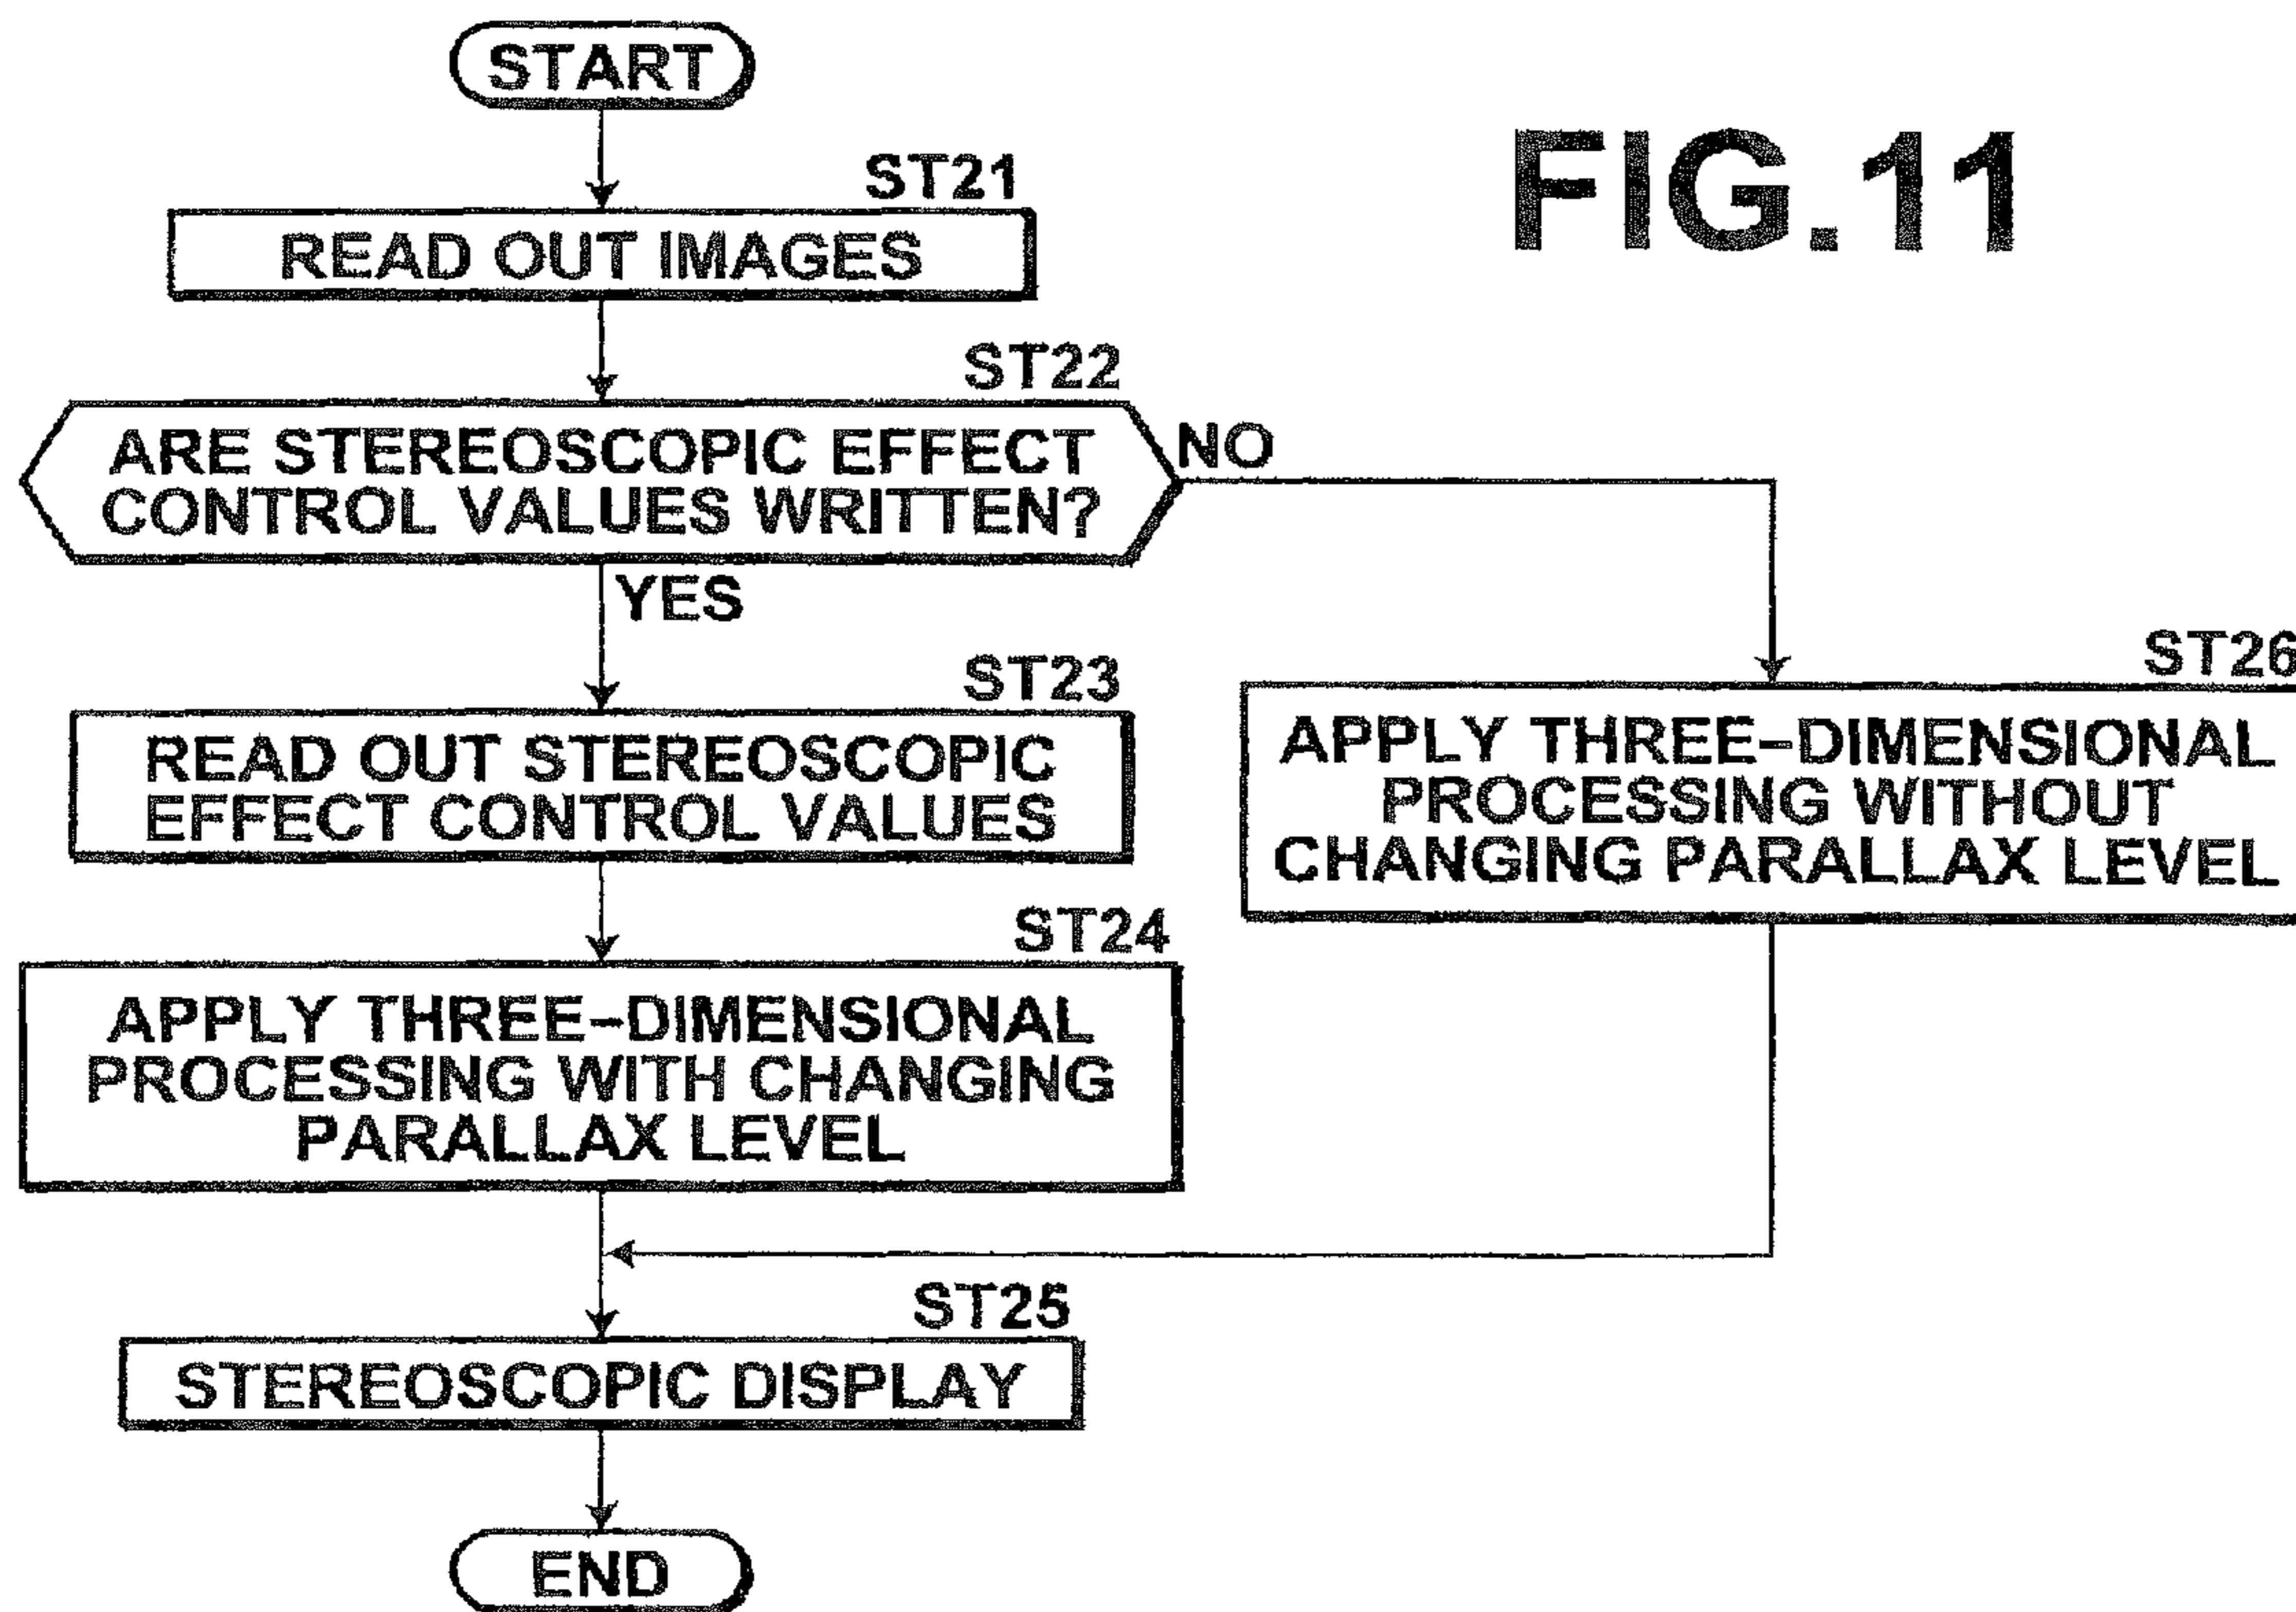 START
FIG.11
ST21
READ OUT IMAGES
ST22
ARE STEREOSCOPIC EFFECT
CONTROL VALUES WRITTEN?
NO
YES
ST23
READ OUT STEREOSCOPIC
EFFECT CONTROL VALUES
ST26
APPLY THREE-DIMENSIONAL
PROCESSING WITHOUT
CHANGING PARALLAX LEVEL
ST24
APPLY THREE-DIMENSIONAL
PROCESSING WITH CHANGING
PARALLAX LEVEL
ST25
STEREOSCOPIC DISPLAY
END